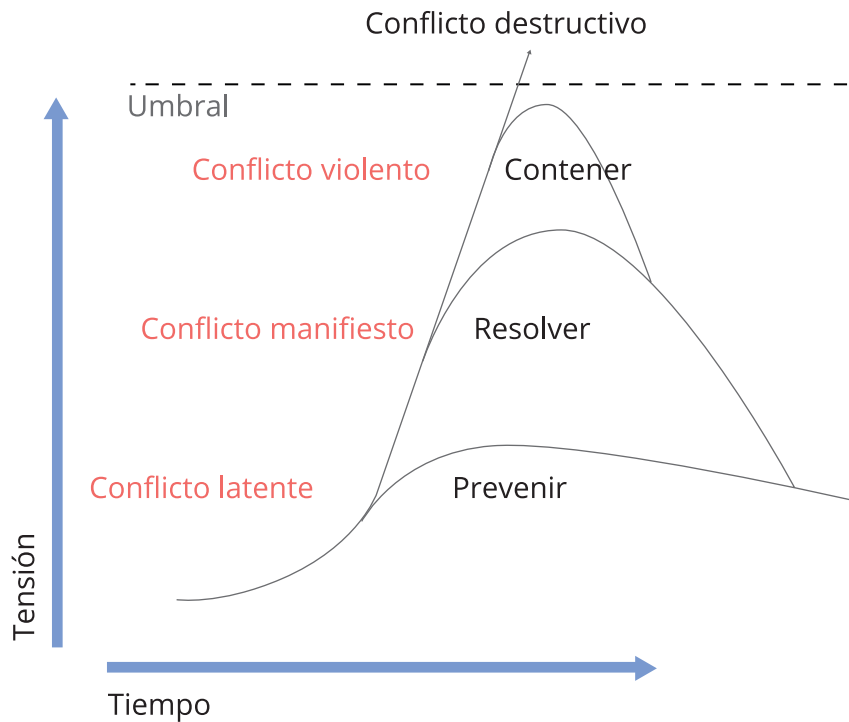 Conflicto destructivo
Umbral
Conflicto violento
Contener
Conflicto manifiesto
Resolver
Conflicto latente
Prevenir
Tensión
Tiempo